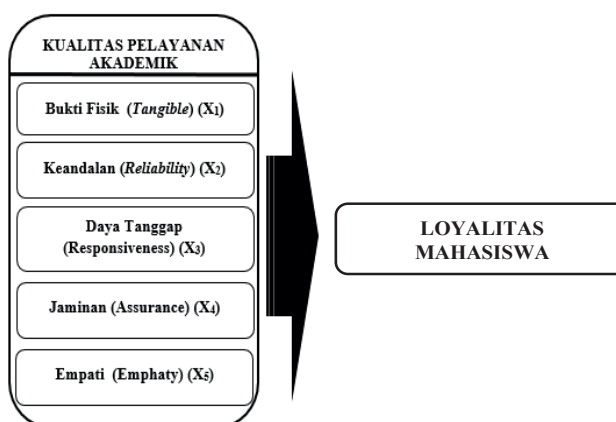 KUALITAS PELAYANAN
AKADEMIK
Bukti Fisik (Tangible) (X1)
Keandalan (Reliability) (X2)
Daya Tanggap
(Responsiveness) (X3)
Jaminan (Assurance) (X4)
Empati (Emphaty) (X5)
LOYALITAS
MAHASISWA